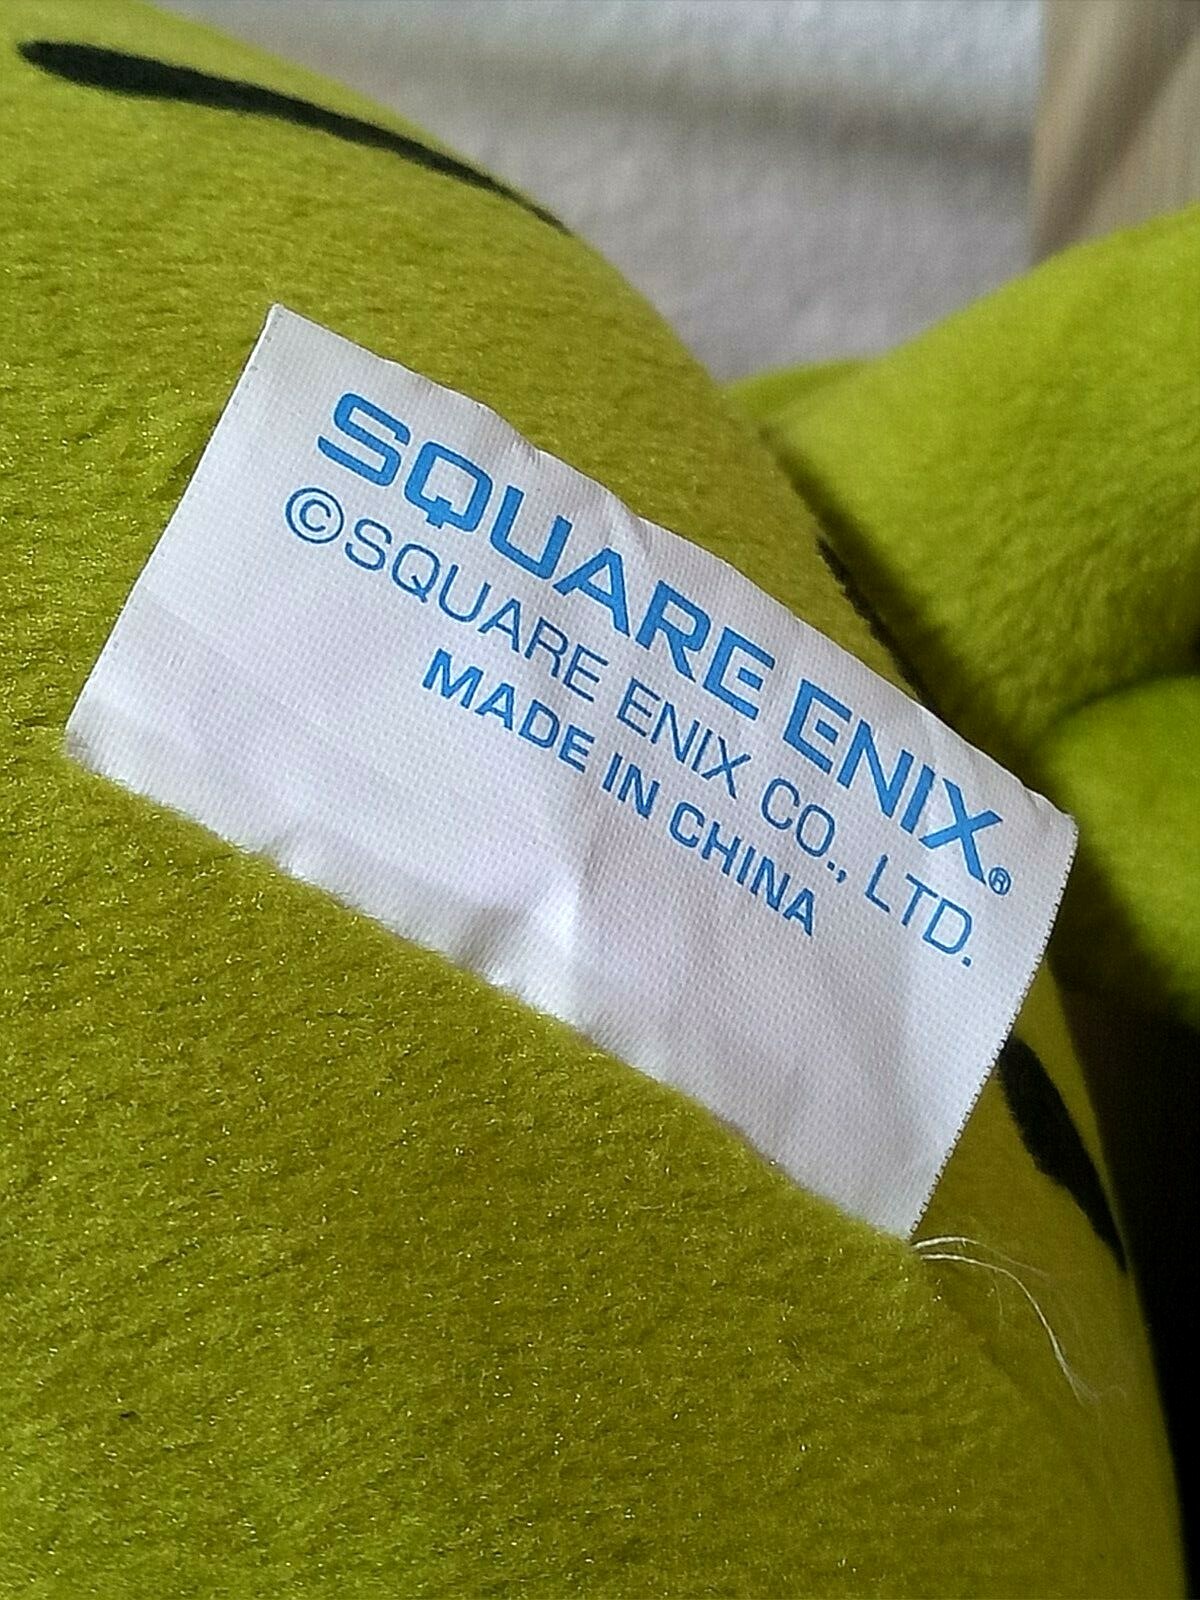 SQUARE ENIX®
©SQUARE ENIX CO., LTD.
MADE IN CHINA